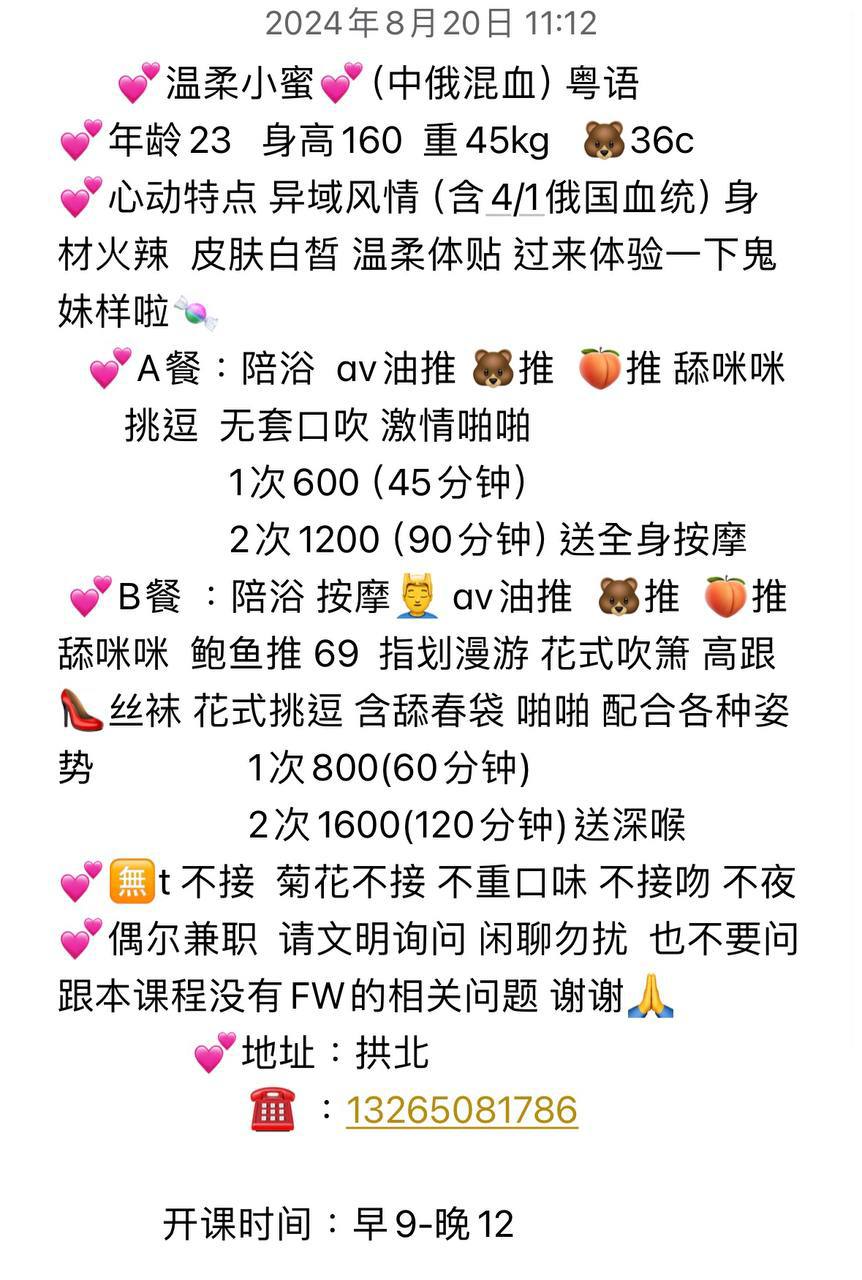 2024年8月20日 11:12
💕温柔小蜜💕(中俄混血) 粤语
💕年龄23 身高160 重45kg 🐻36c
💕心动特点 异域风情 (含4/1俄国血统) 身
材火辣 皮肤白皙 温柔体贴 过来体验一下鬼
妹样啦🍬
💕A餐：陪浴 av油推 🐻推 🍑推 舔咪咪
挑逗 无套口吹 激情啪啪
1次600 (45分钟)
2次1200 (90分钟) 送全身按摩
💕B餐 ：陪浴 按摩💆‍♂️ av油推 🐻推 🍑推
舔咪咪 鲍鱼推 69 指划漫游 花式吹箫 高跟
👠丝袜 花式挑逗 含舔春袋 啪啪 配合各种姿
势 1次800(60分钟)
2次1600(120分钟)送深喉
💕🈚t 不接 菊花不接 不重口味 不接吻 不夜
💕偶尔兼职 请文明询问 闲聊勿扰 也不要问
跟本课程没有FW的相关问题 谢谢🙏
💕地址：拱北
☎️ ：13265081786
开课时间：早9-晚12